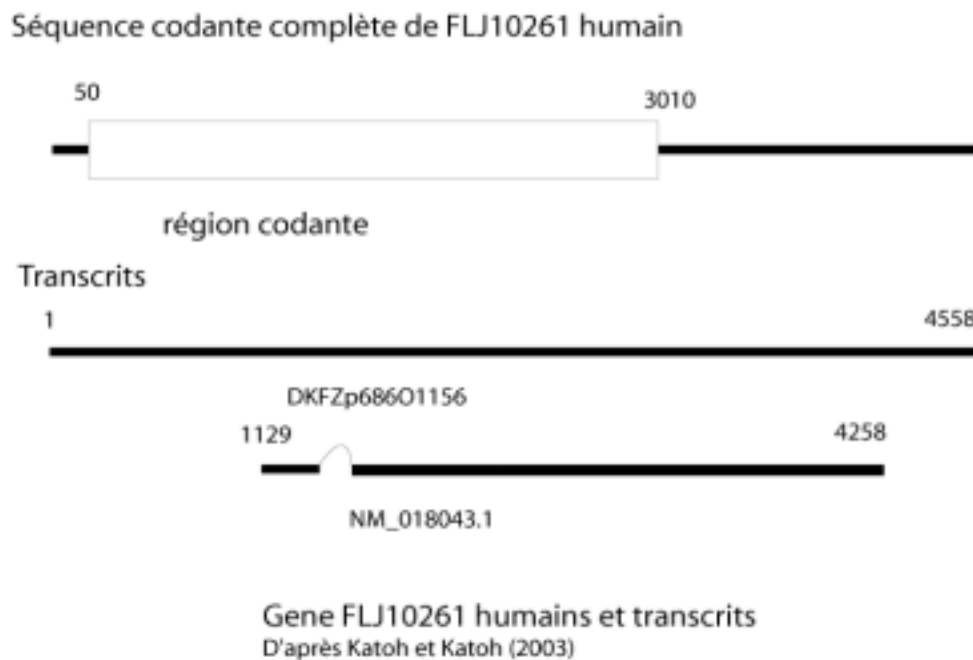 Séquence codante complète de FLJ10261 humain
50
3010
région codante
Transcrits
1
4558
DKFZp686O1156
1129
4258
NM_018043.1
Gene FLJ10261 humains et transcrits
D'après Katoh et Katoh (2003)